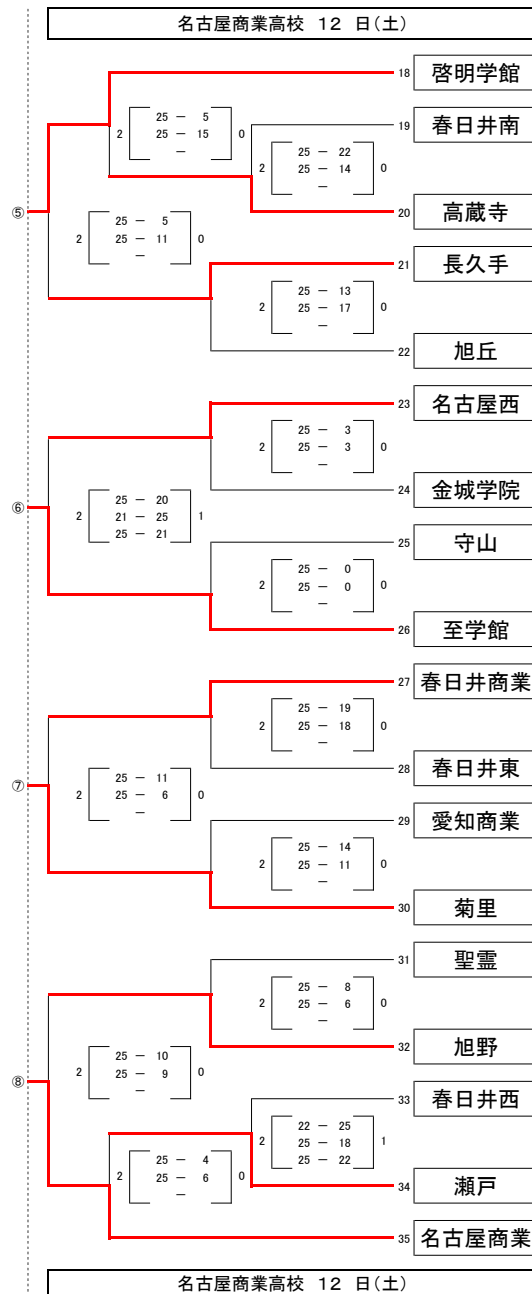 名古屋商業高校 12 日(土)
18 啓明学館
25 － 5
2 25 － 15 0
－
19 春日井南
25 － 22
2 25 － 14 0
－
⑤
20 高蔵寺
25 － 5
2 25 － 11 0
－
21 長久手
25 － 13
2 25 － 17 0
－
22 旭丘
23 名古屋西
25 － 3
2 25 － 3 0
－
24 金城学院
⑥
25 － 20
2 21 － 25 1
25 － 21
25 守山
25 － 0
2 25 － 0 0
－
26 至学館
27 春日井商業
25 － 19
2 25 － 18 0
－
28 春日井東
⑦
25 － 11
2 25 － 6 0
－
29 愛知商業
25 － 14
2 25 － 11 0
－
30 菊里
31 聖霊
25 － 8
2 25 － 6 0
－
32 旭野
25 － 10
2 25 － 9 0
－
⑧
33 春日井西
22 － 25
2 25 － 18 1
25 － 22
25 － 4
2 25 － 6 0
－
34 瀬戸
35 名古屋商業
名古屋商業高校 12 日(土)